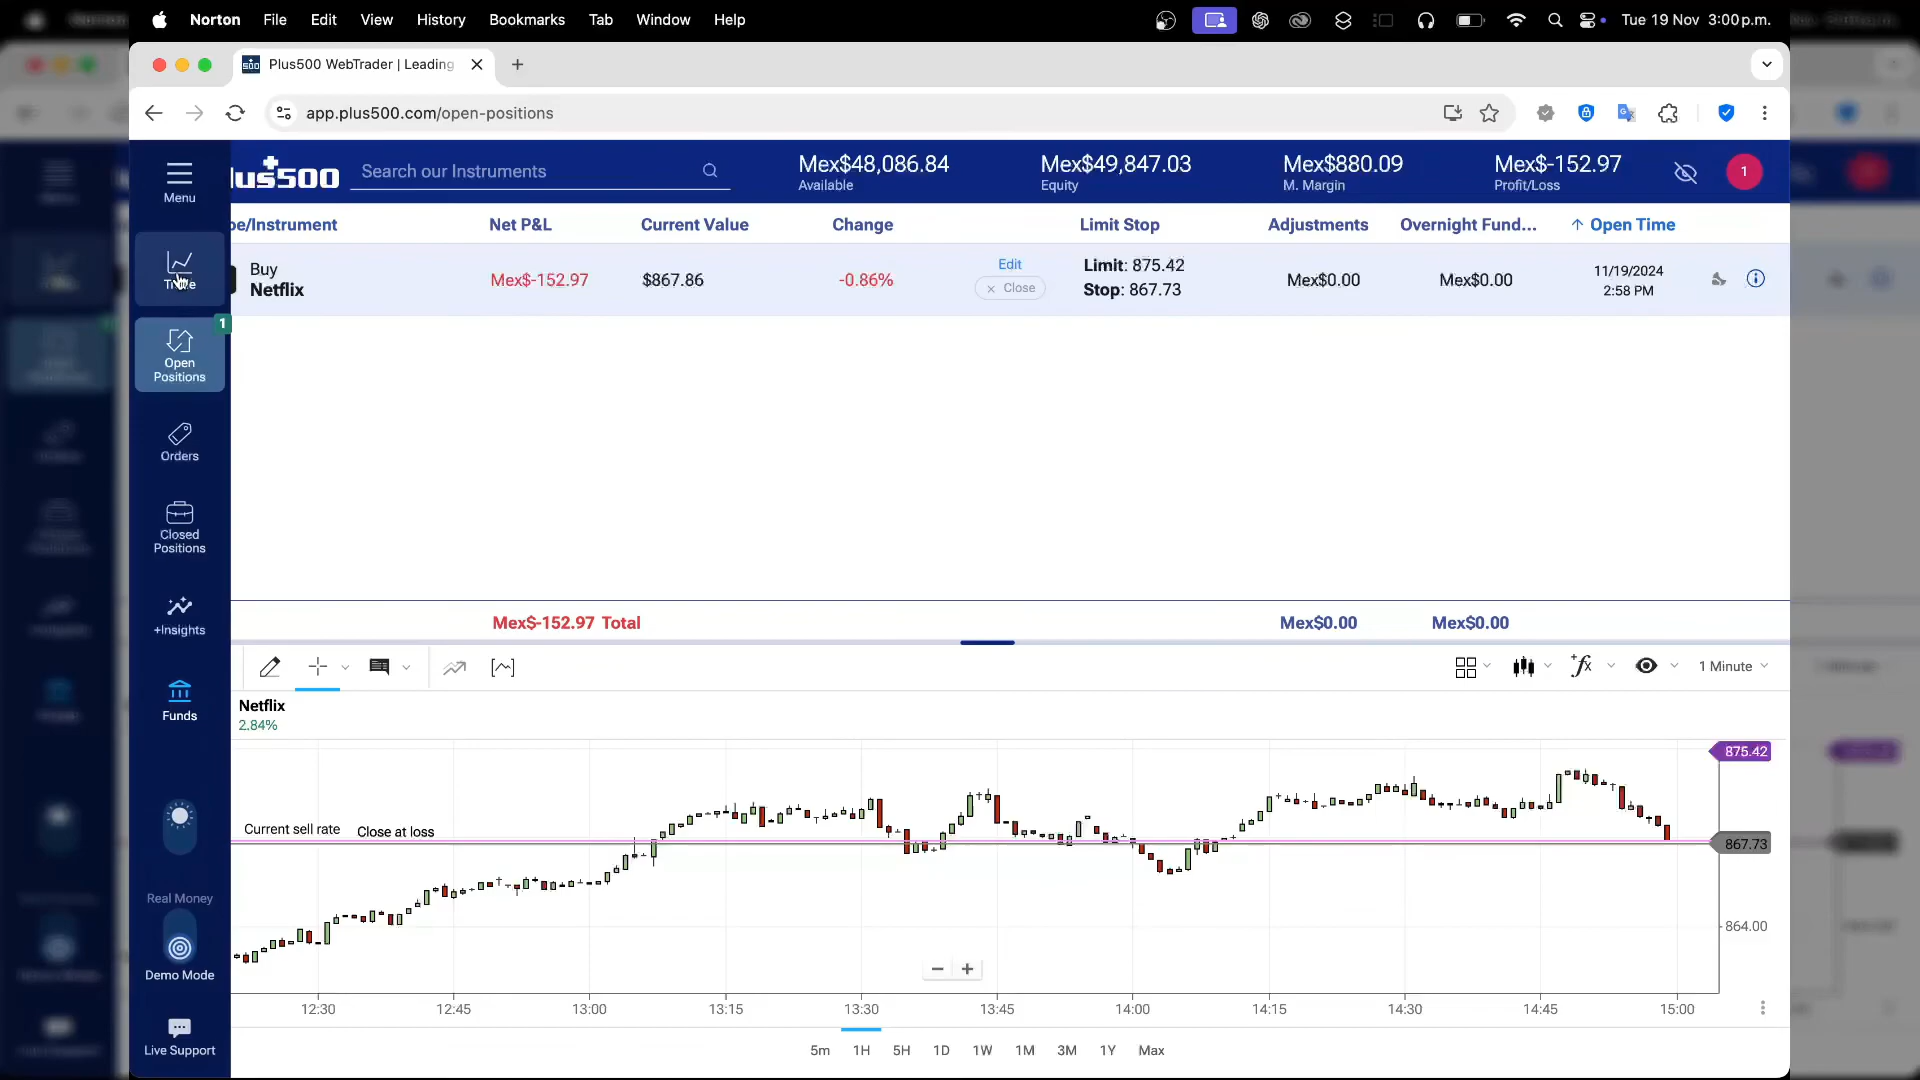 Norton File Edit View History Bookmarks Tab Window Help Tue 19 Nov 3:00 p.m.
Plus500 WebTrader | Leading
app.plus500.com/open-positions
Menu
lus500
Search our Instruments
Mex$48,086.84 Mex$49,847.03 Mex$880.09 Mex$-152.97
Available Equity M. Margin Profit/Loss
1
pe/Instrument Net P&L Current Value Change Limit Stop Adjustments Overnight Fund... ↑ Open Time
Buy
Netflix
Mex$-152.97 $867.86 -0.86%
Edit
× Close
Limit: 875.42
Stop: 867.73
Mex$0.00 Mex$0.00
11/19/2024
2:58 PM
1
Open
Positions
Orders
Closed
Positions
+Insights
Funds
Real Money
Demo Mode
Live Support
Mex$-152.97 Total Mex$0.00 Mex$0.00
1 Minute
Netflix
2.84%
Current sell rate Close at loss
875.42
867.73
864.00
12:30 12:45 13:00 13:15 13:30 13:45 14:00 14:15 14:30 14:45 15:00
5m 1H 5H 1D 1W 1M 3M 1Y Max